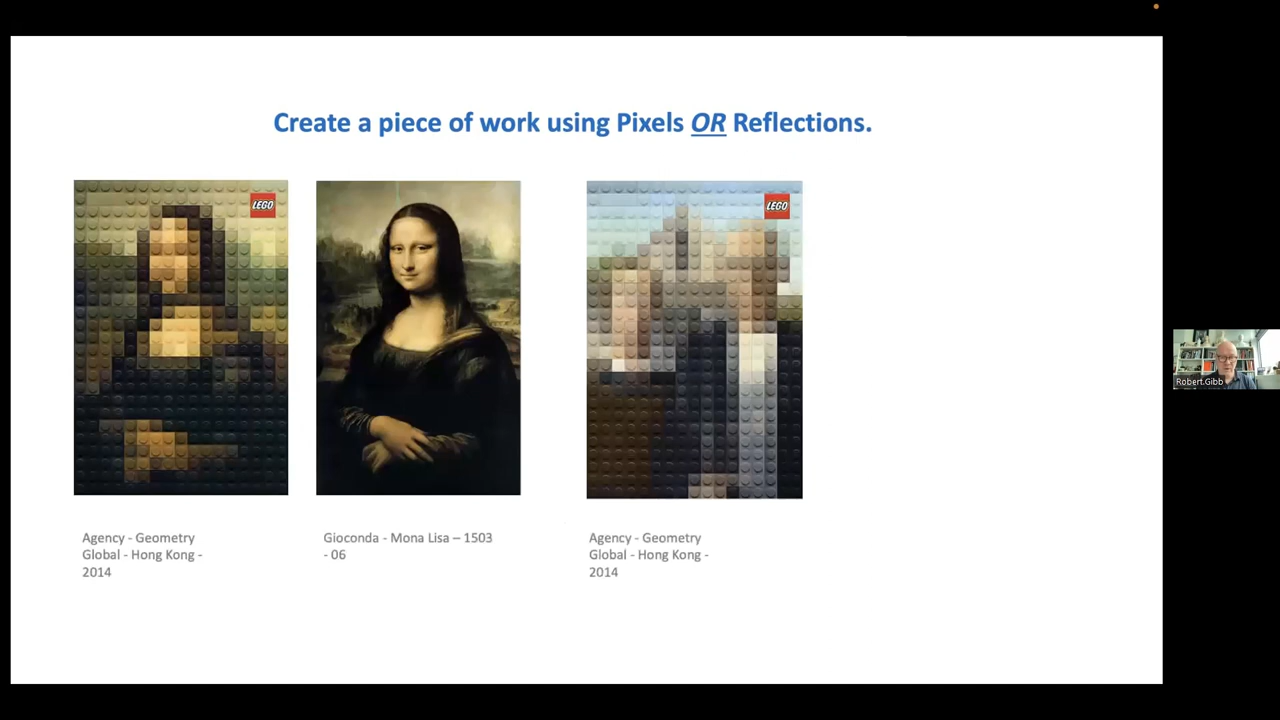 Create a piece of work using Pixels OR Reflections.
LEGO
LEGO
Agency - Geometry
Global - Hong Kong -
2014
Gioconda - Mona Lisa – 1503
- 06
Agency - Geometry
Global - Hong Kong -
2014
Robert.Gibb